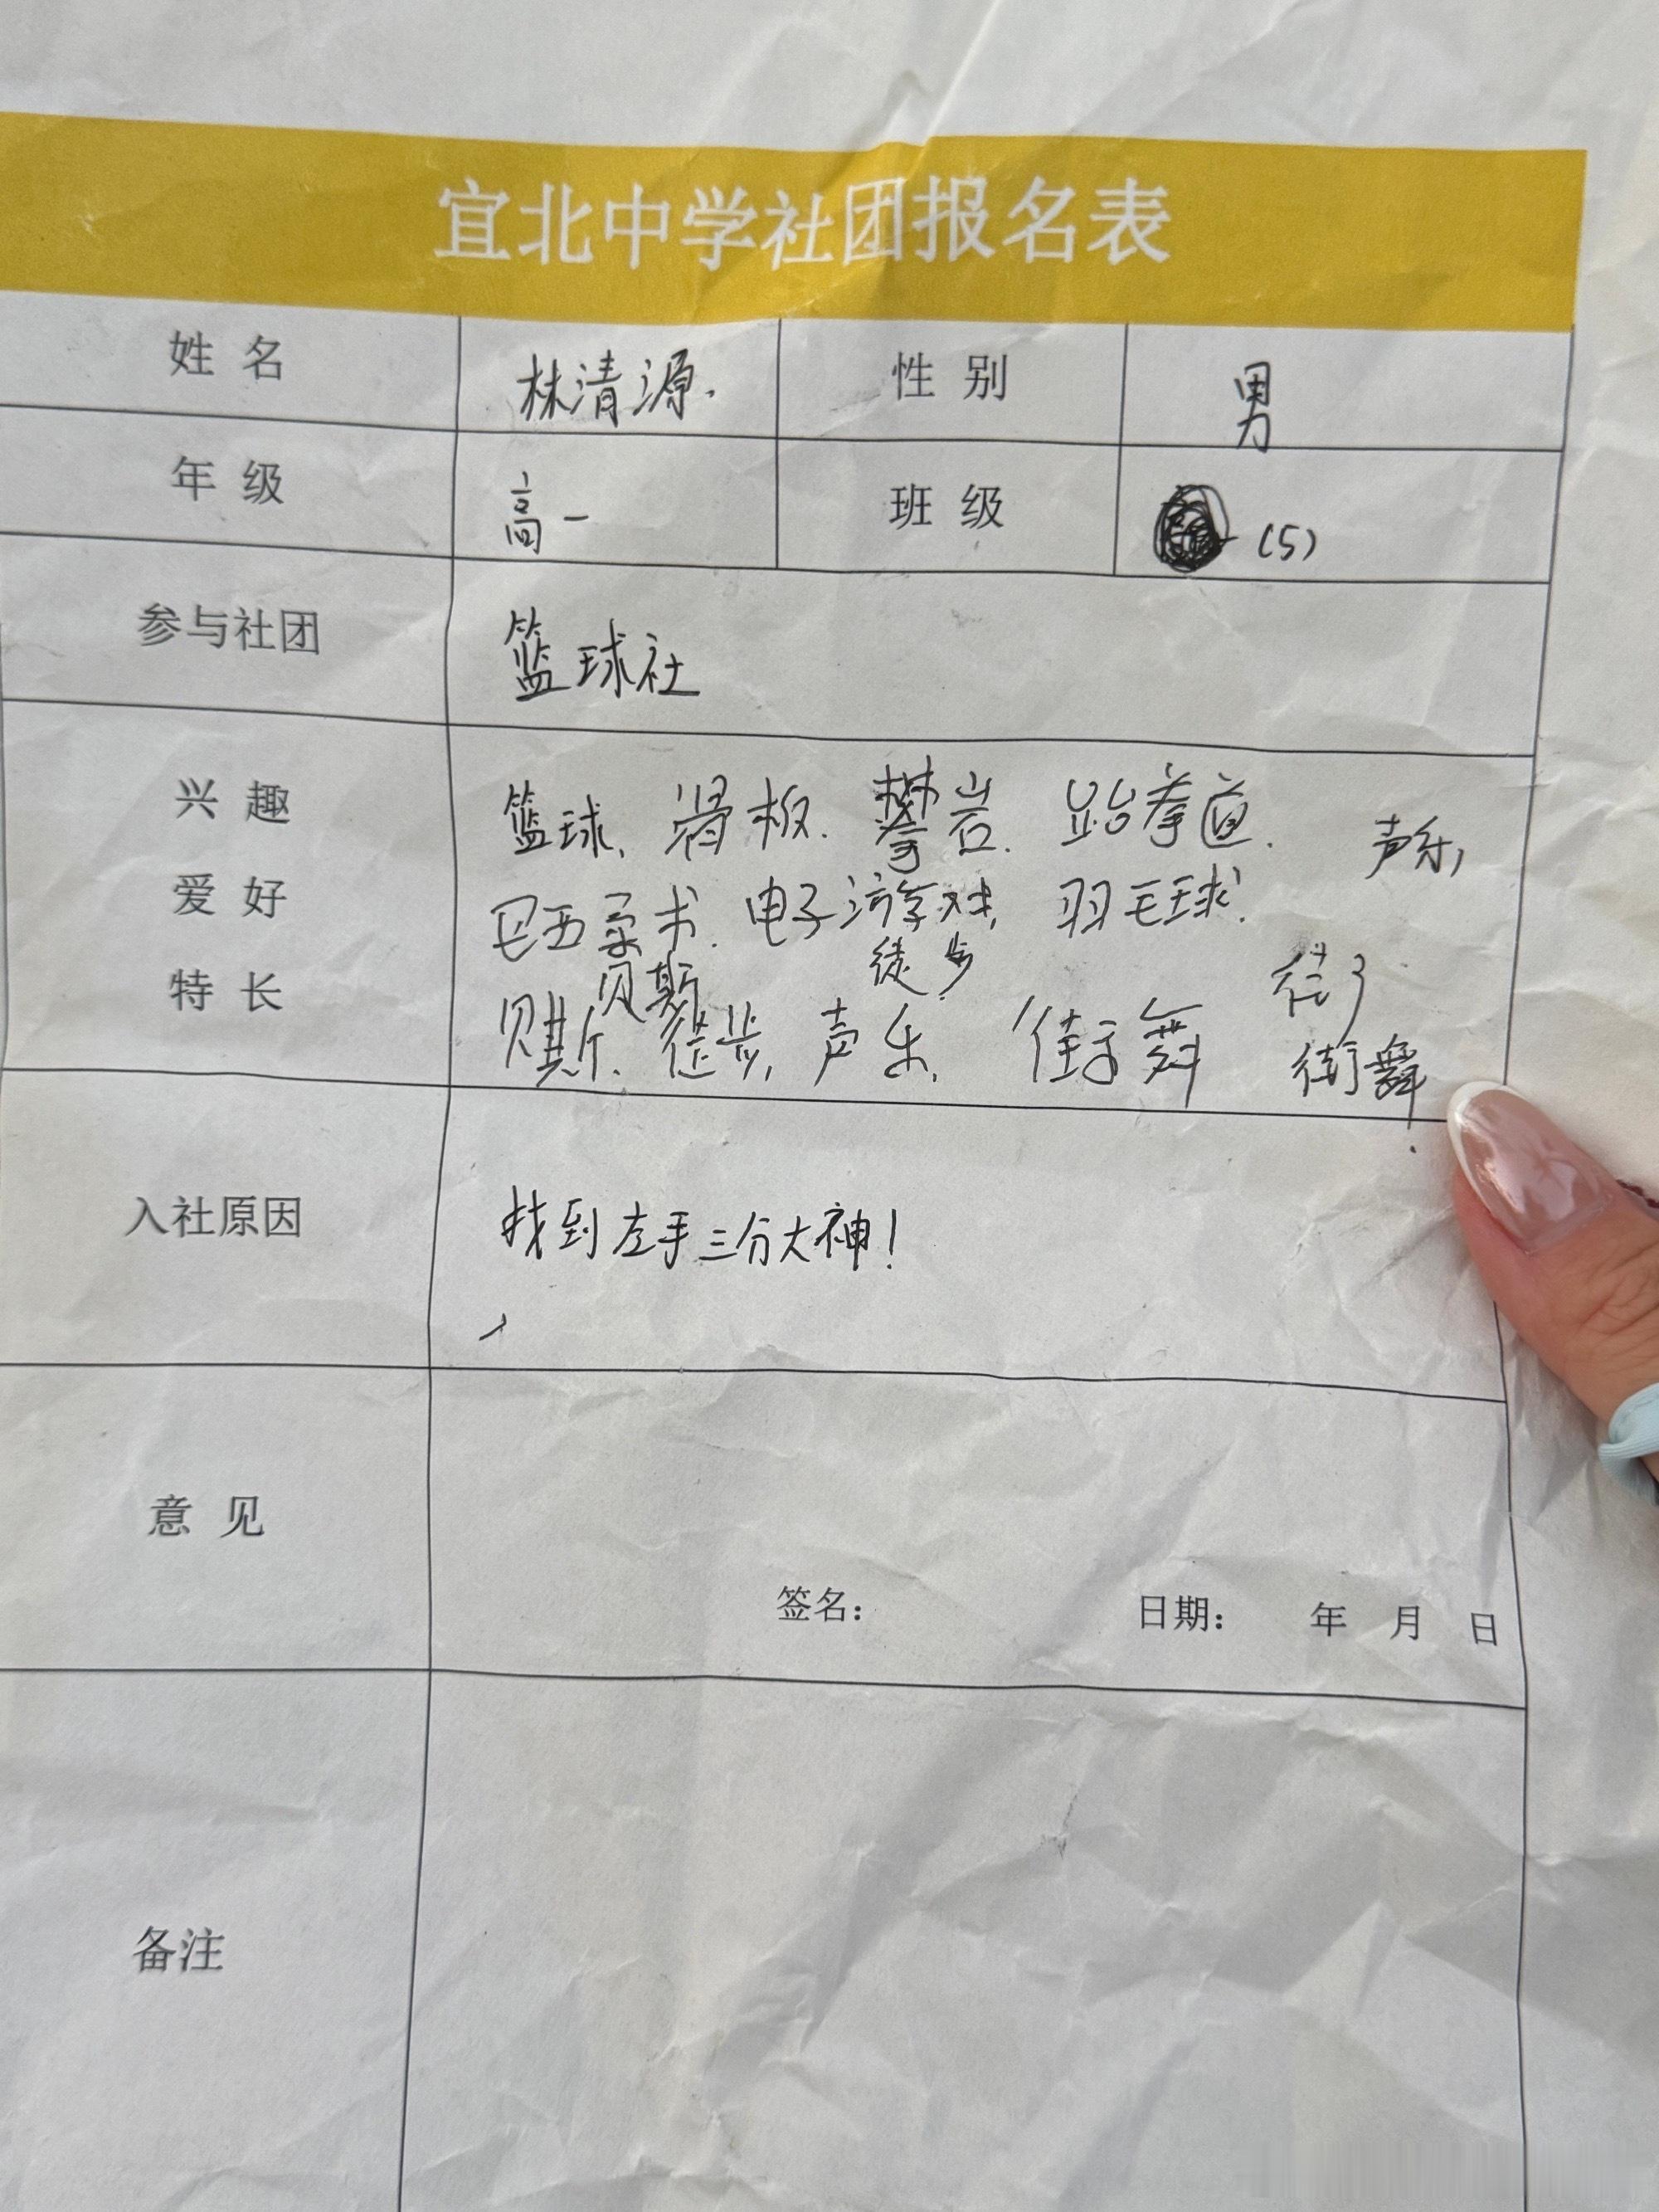 宜北中学社团报名表
姓名 林清源. 性别 男
年级 高一 班级 (5)
参与社团 篮球社
兴趣 爱好 特长
篮球、滑板、攀岩、跆拳道、 声乐,
巴西柔术、电子游戏、羽毛球、
贝斯 徒步
贝斯、徒步,声乐,街舞 街舞
入社原因 找到左手三分大神!
意见
签名: 日期: 年 月 日
备注